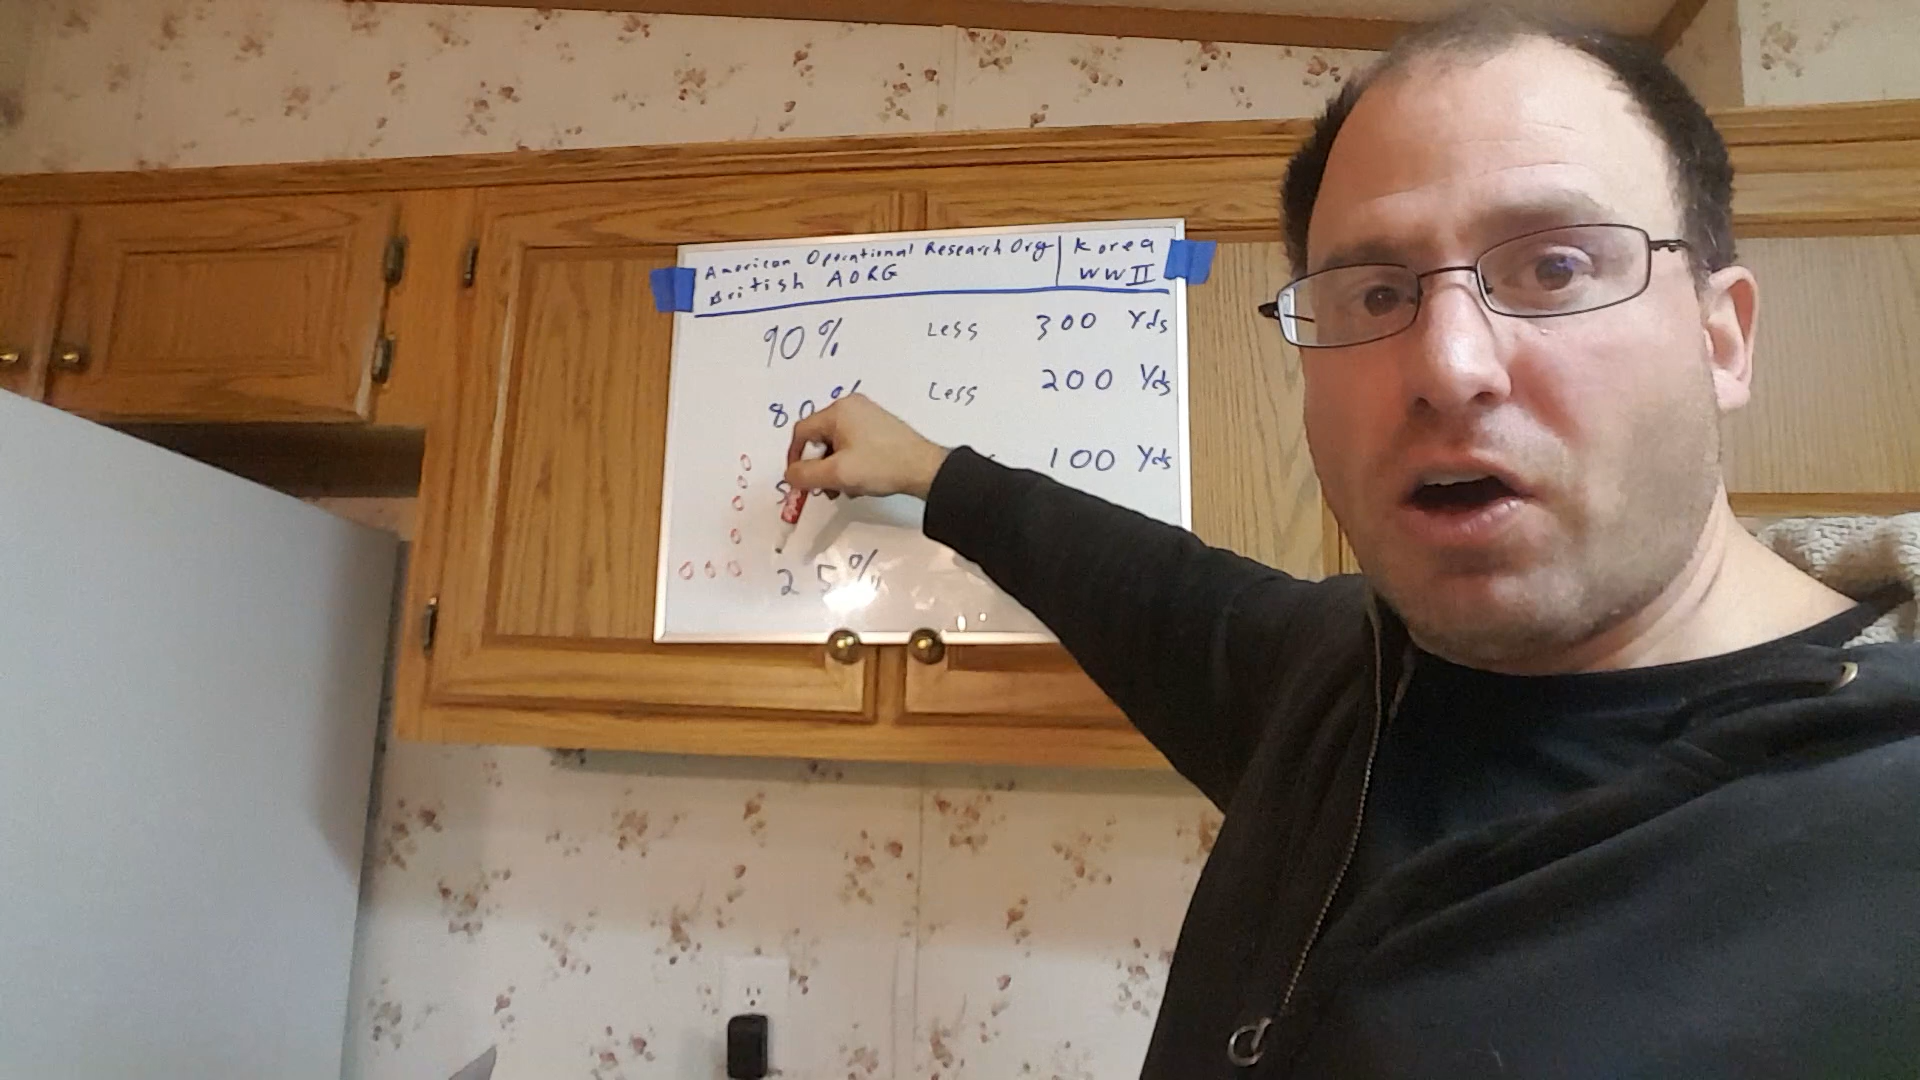 American Operational Research Org | Korea
British AORG WW II
90% Less 300 Yds
80% Less 200 Yds
100 Yds
25%